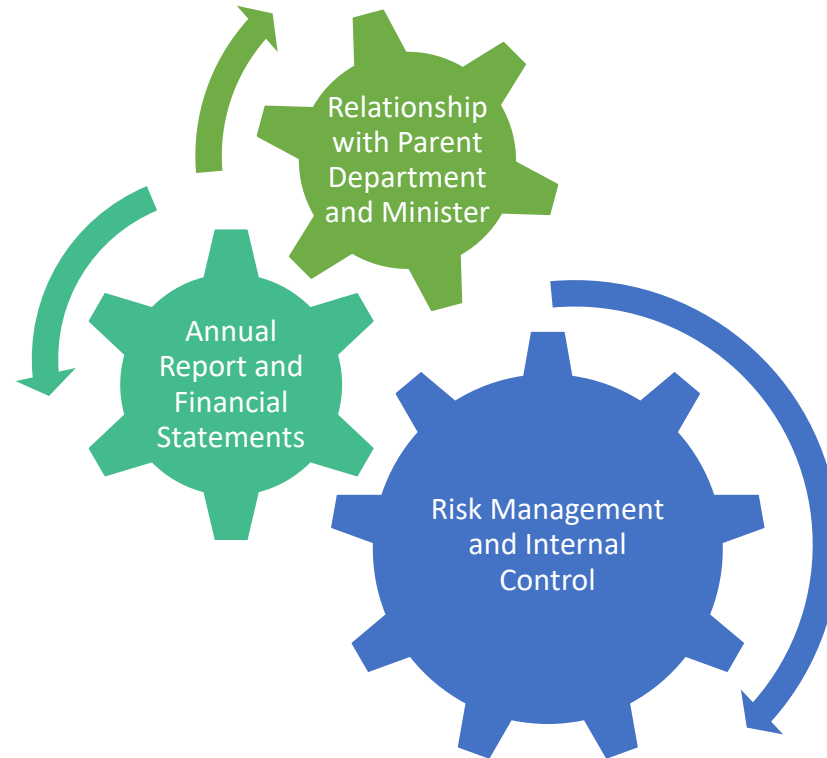 Relationship
with Parent
Department
and Minister
Annual
Report and
Financial
Statements
Risk Management
and Internal
Control